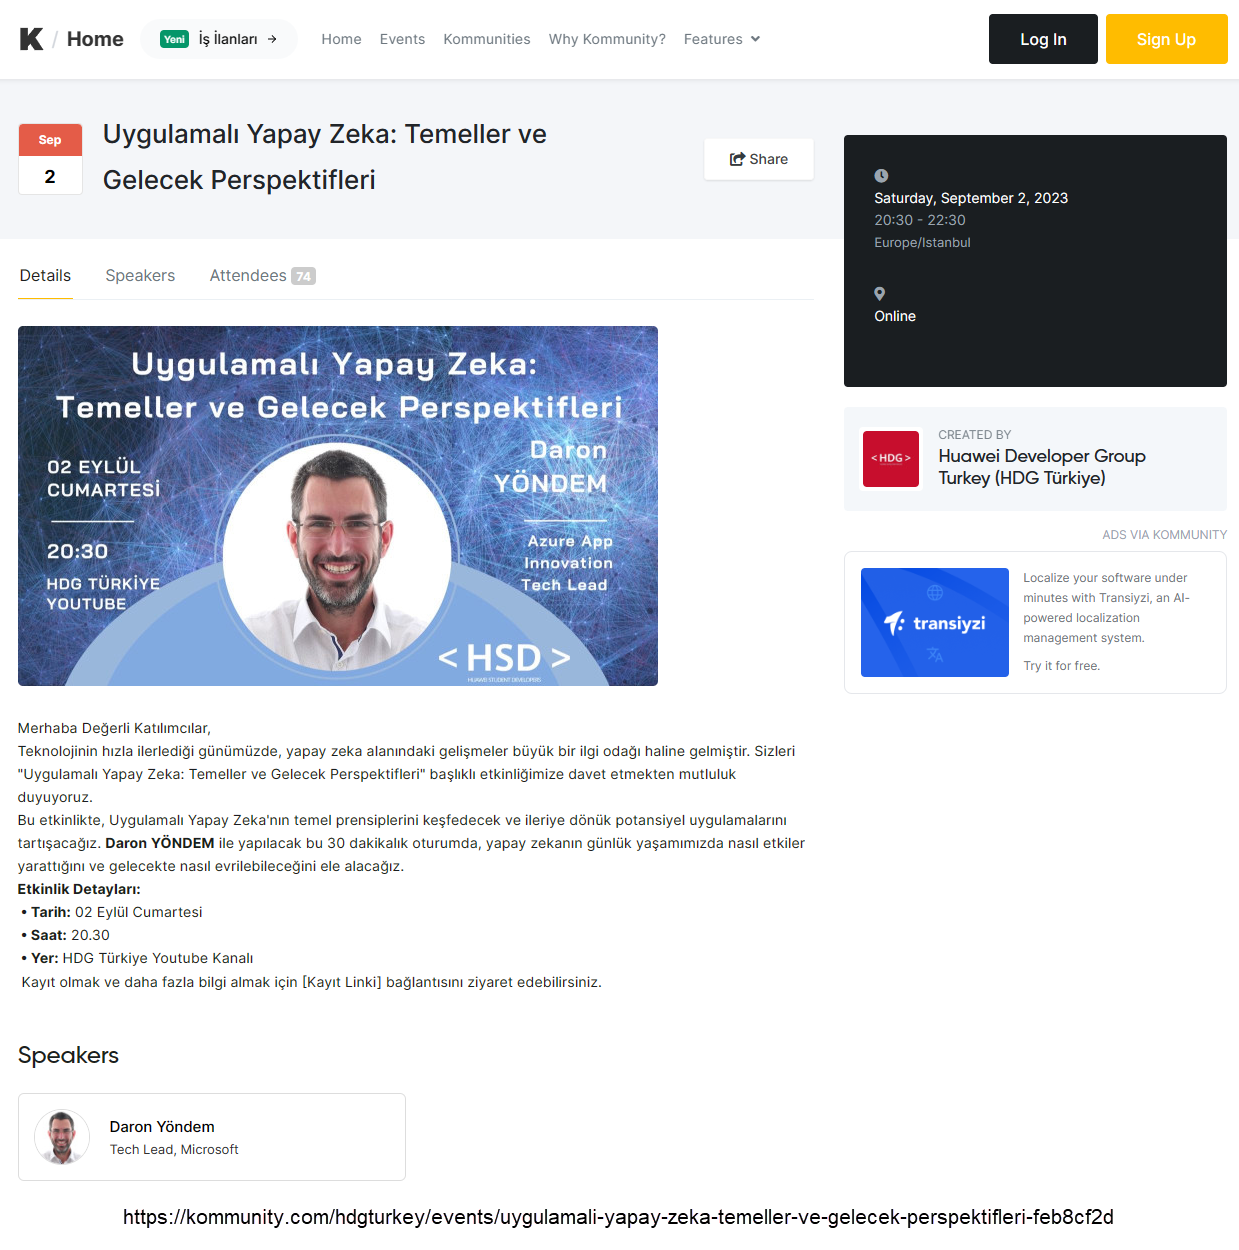 K / Home
Yeni İş İlanları →
Home Events Kommunities Why Kommunity? Features
Log In
Sign Up
Sep
2
Uygulamalı Yapay Zeka: Temeller ve
Gelecek Perspektifleri
Share
Saturday, September 2, 2023
20:30 - 22:30
Europe/Istanbul
Online
Details
Speakers
Attendees 74
Uygulamalı Yapay Zeka:
Temeller ve Gelecek Perspektifleri
02 EYLÜL
CUMARTESİ
20:30
HDG TÜRKİYE
YOUTUBE
Daron
YÖNDEM
Azure App
Innovation
Tech Lead
< HSD >
HUAWEI STUDENT DEVELOPERS
< HDG >
CREATED BY
Huawei Developer Group
Turkey (HDG Türkiye)
ADS VIA KOMMUNITY
transiyzi
Localize your software under
minutes with Transiyzi, an AI-
powered localization
management system.
Try it for free.
Merhaba Değerli Katılımcılar,
Teknolojinin hızla ilerlediği günümüzde, yapay zeka alanındaki gelişmeler büyük bir ilgi odağı haline gelmiştir. Sizleri
"Uygulamalı Yapay Zeka: Temeller ve Gelecek Perspektifleri" başlıklı etkinliğimize davet etmekten mutluluk
duyuyoruz.
Bu etkinlikte, Uygulamalı Yapay Zeka'nın temel prensiplerini keşfedecek ve ileriye dönük potansiyel uygulamalarını
tartışacağız. Daron YÖNDEM ile yapılacak bu 30 dakikalık oturumda, yapay zekanın günlük yaşamımızda nasıl etkiler
yarattığını ve gelecekte nasıl evrilebileceğini ele alacağız.
Etkinlik Detayları:
• Tarih: 02 Eylül Cumartesi
• Saat: 20.30
• Yer: HDG Türkiye Youtube Kanalı
Kayıt olmak ve daha fazla bilgi almak için [Kayıt Linki] bağlantısını ziyaret edebilirsiniz.
Speakers
Daron Yöndem
Tech Lead, Microsoft
https://kommunity.com/hdgturkey/events/uygulamali-yapay-zeka-temeller-ve-gelecek-perspektifleri-feb8cf2d